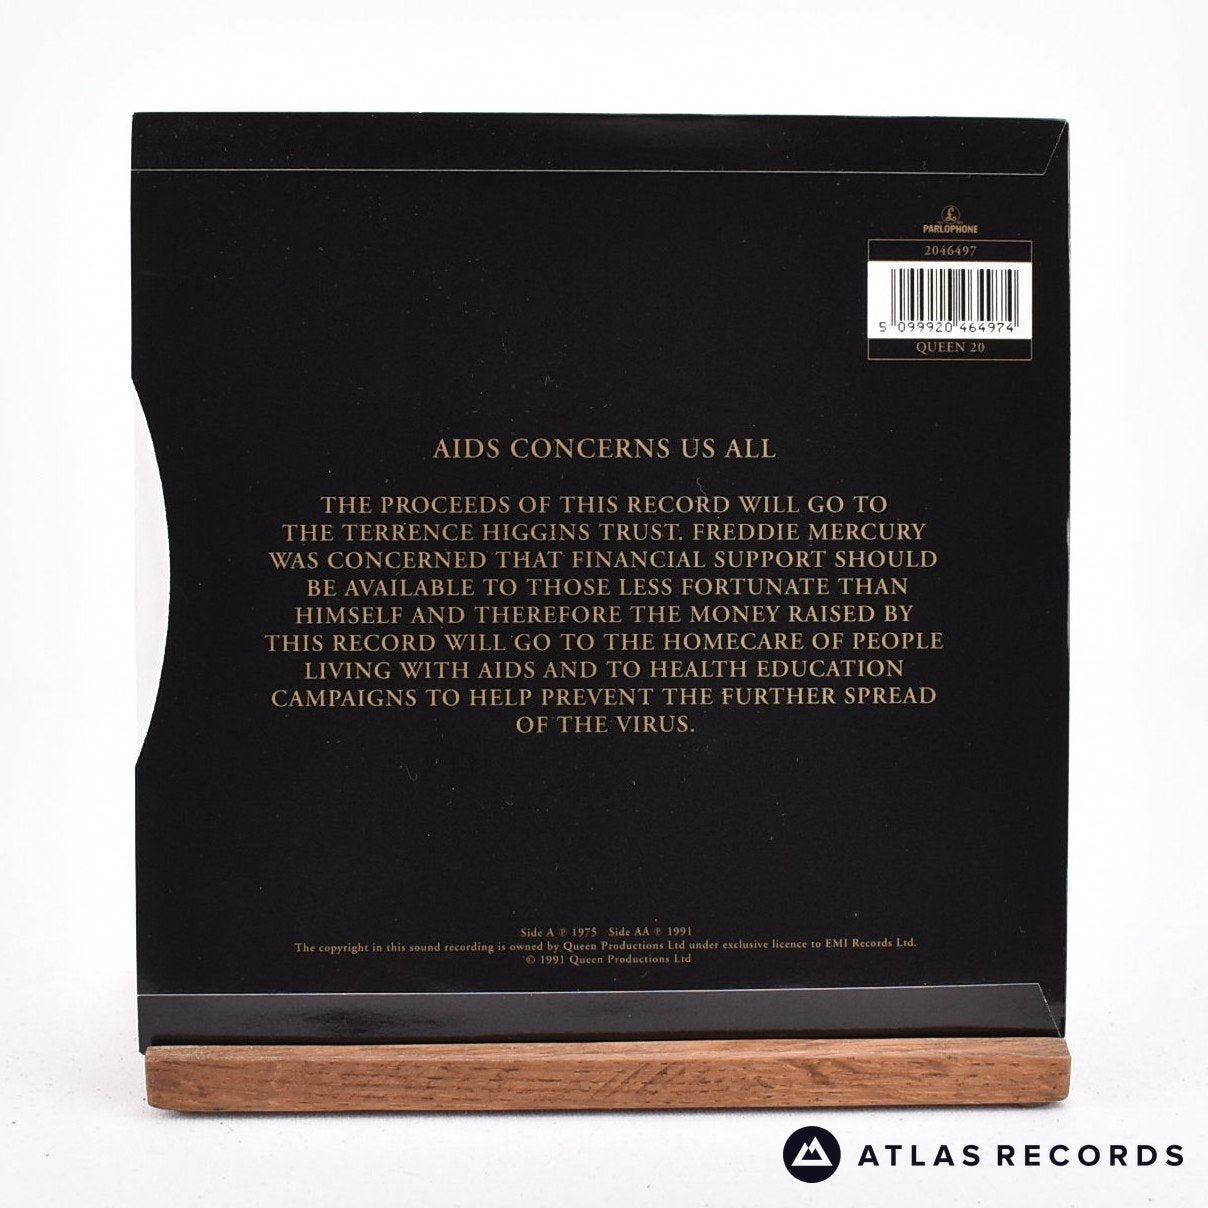 PARLOPHONE
2046497
5 099920 464974
QUEEN 20
AIDS CONCERNS US ALL
THE PROCEEDS OF THIS RECORD WILL GO TO
THE TERRENCE HIGGINS TRUST. FREDDIE MERCURY
WAS CONCERNED THAT FINANCIAL SUPPORT SHOULD
BE AVAILABLE TO THOSE LESS FORTUNATE THAN
HIMSELF AND THEREFORE THE MONEY RAISED BY
THIS RECORD WILL GO TO THE HOMECARE OF PEOPLE
LIVING WITH AIDS AND TO HEALTH EDUCATION
CAMPAIGNS TO HELP PREVENT THE FURTHER SPREAD
OF THE VIRUS.
Side A ℗ 1975 Side AA ℗ 1991
The copyright in this sound recording is owned by Queen Productions Ltd under exclusive licence to EMI Records Ltd.
© 1991 Queen Productions Ltd
ATLAS RECORDS